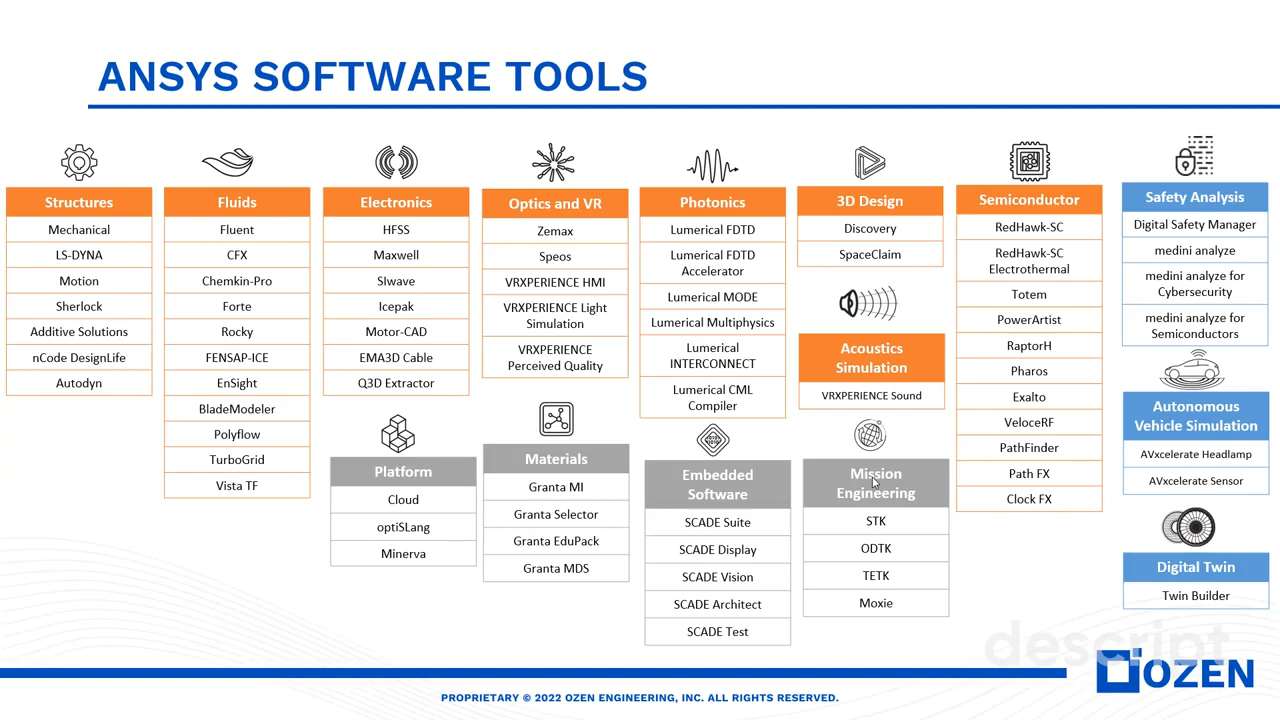 ANSYS SOFTWARE TOOLS
Structures
Mechanical
LS-DYNA
Motion
Sherlock
Additive Solutions
nCode DesignLife
Autodyn
Fluids
Fluent
CFX
Chemkin-Pro
Forte
Rocky
FENSAP-ICE
EnSight
BladeModeler
Polyflow
TurboGrid
Vista TF
Electronics
HFSS
Maxwell
SIwave
Icepak
Motor-CAD
EMA3D Cable
Q3D Extractor
Platform
Cloud
optiSLang
Minerva
Optics and VR
Zemax
Speos
VRXPERIENCE HMI
VRXPERIENCE Light
Simulation
VRXPERIENCE
Perceived Quality
Materials
Granta MI
Granta Selector
Granta EduPack
Granta MDS
Photonics
Lumerical FDTD
Lumerical FDTD
Accelerator
Lumerical MODE
Lumerical Multiphysics
Lumerical
INTERCONNECT
Lumerical CML
Compiler
Embedded
Software
SCADE Suite
SCADE Display
SCADE Vision
SCADE Architect
SCADE Test
3D Design
Discovery
SpaceClaim
Acoustics
Simulation
VRXPERIENCE Sound
Mission
Engineering
STK
ODTK
TETK
Moxie
Semiconductor
RedHawk-SC
RedHawk-SC
Electrothermal
Totem
PowerArtist
RaptorH
Pharos
Exalto
VeloceRF
PathFinder
Path FX
Clock FX
Safety Analysis
Digital Safety Manager
medini analyze
medini analyze for
Cybersecurity
medini analyze for
Semiconductors
Autonomous
Vehicle Simulation
AVxcelerate Headlamp
AVxcelerate Sensor
Digital Twin
Twin Builder
descript
OZEN
PROPRIETARY © 2022 OZEN ENGINEERING, INC. ALL RIGHTS RESERVED.